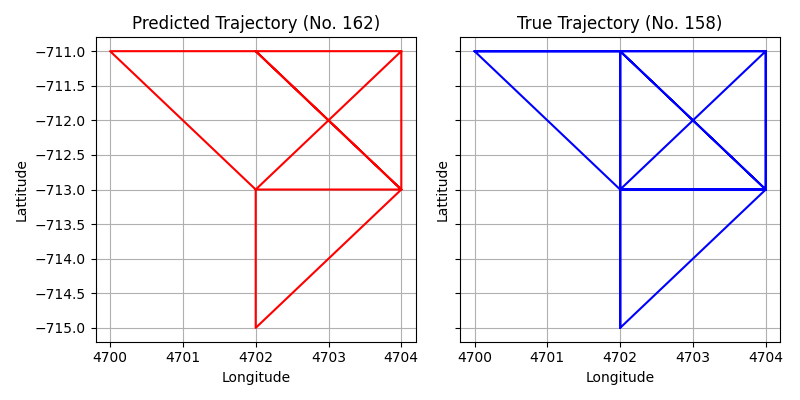 Predicted Trajectory (No. 162)
True Trajectory (No. 158)
Lattitude
−711.0
−711.5
−712.0
−712.5
−713.0
−713.5
−714.0
−714.5
−715.0
4700 4701 4702 4703 4704
Longitude
Lattitude
4700 4701 4702 4703 4704
Longitude